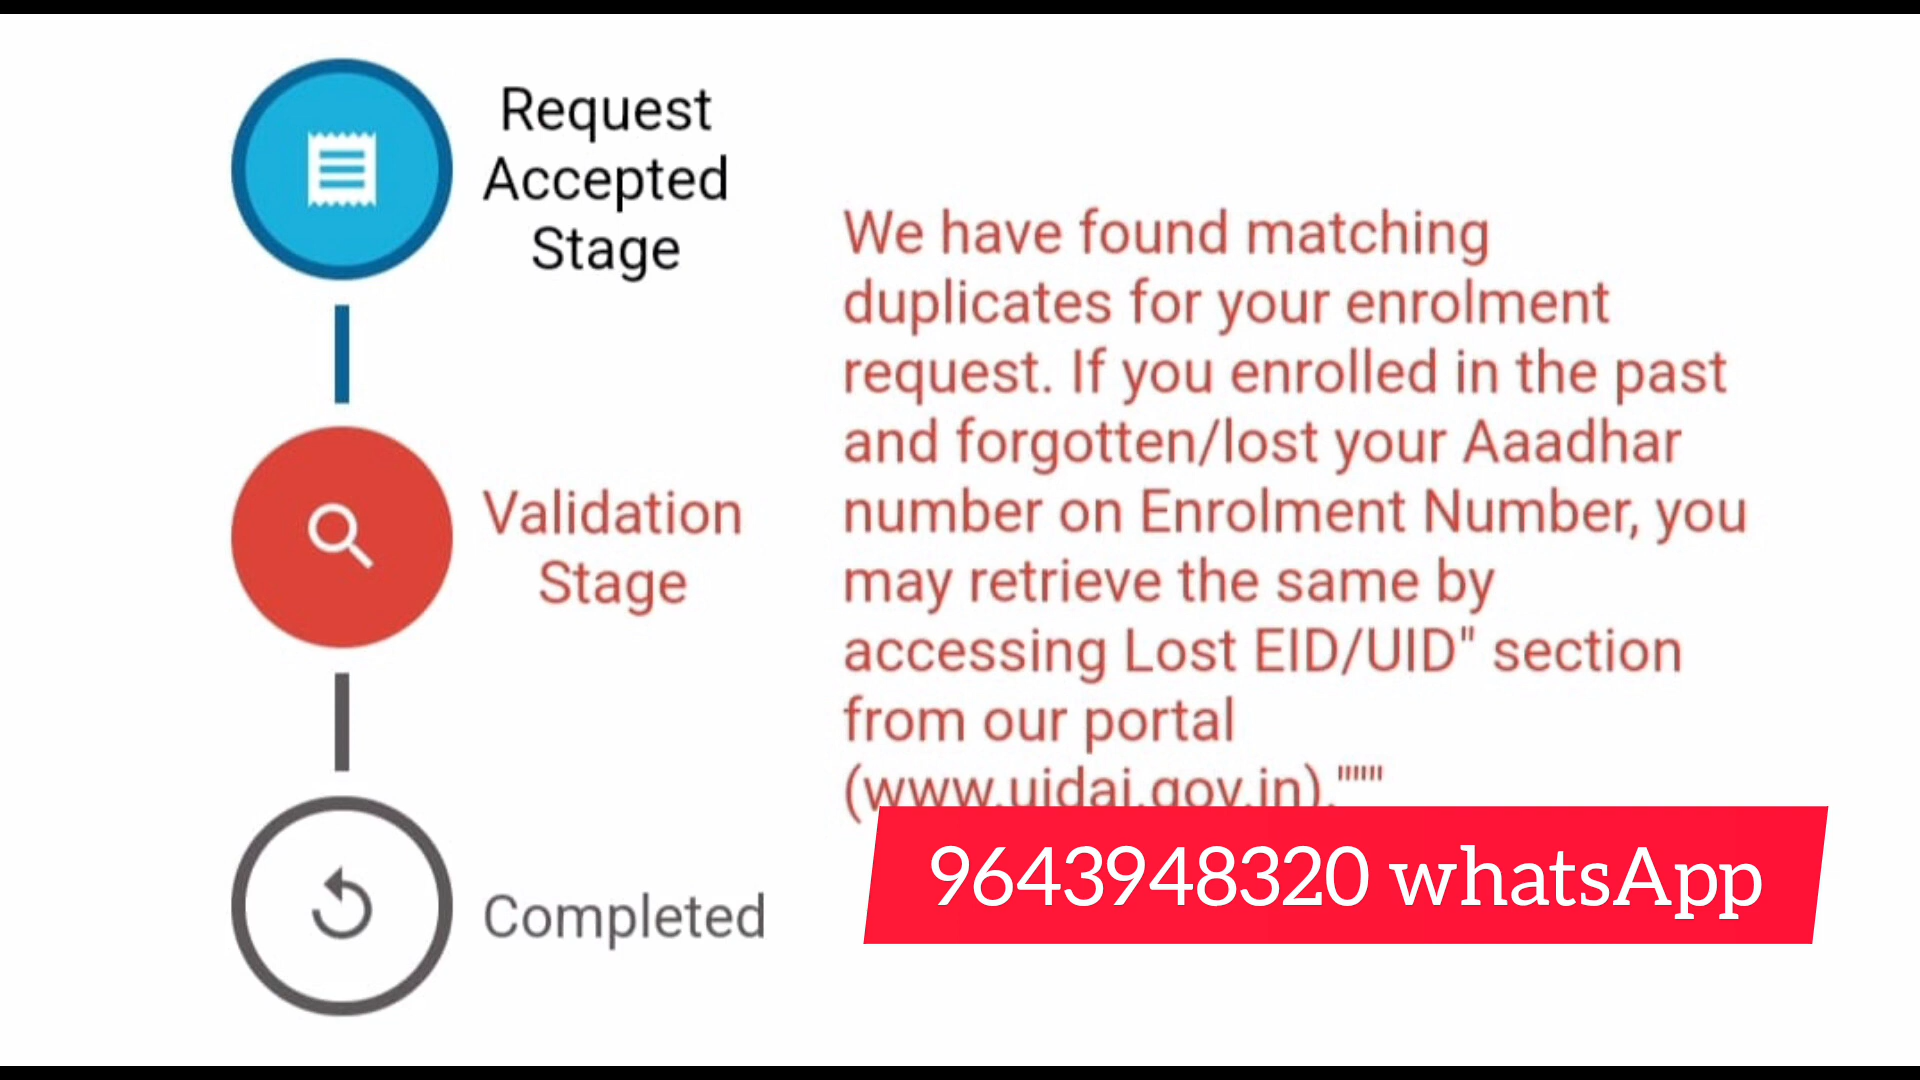 Request
Accepted
Stage
Validation
Stage
Completed
We have found matching
duplicates for your enrolment
request. If you enrolled in the past
and forgotten/lost your Aaadhar
number on Enrolment Number, you
may retrieve the same by
accessing Lost EID/UID" section
from our portal
(www.uidai.gov.in).""""
9643948320 whatsApp